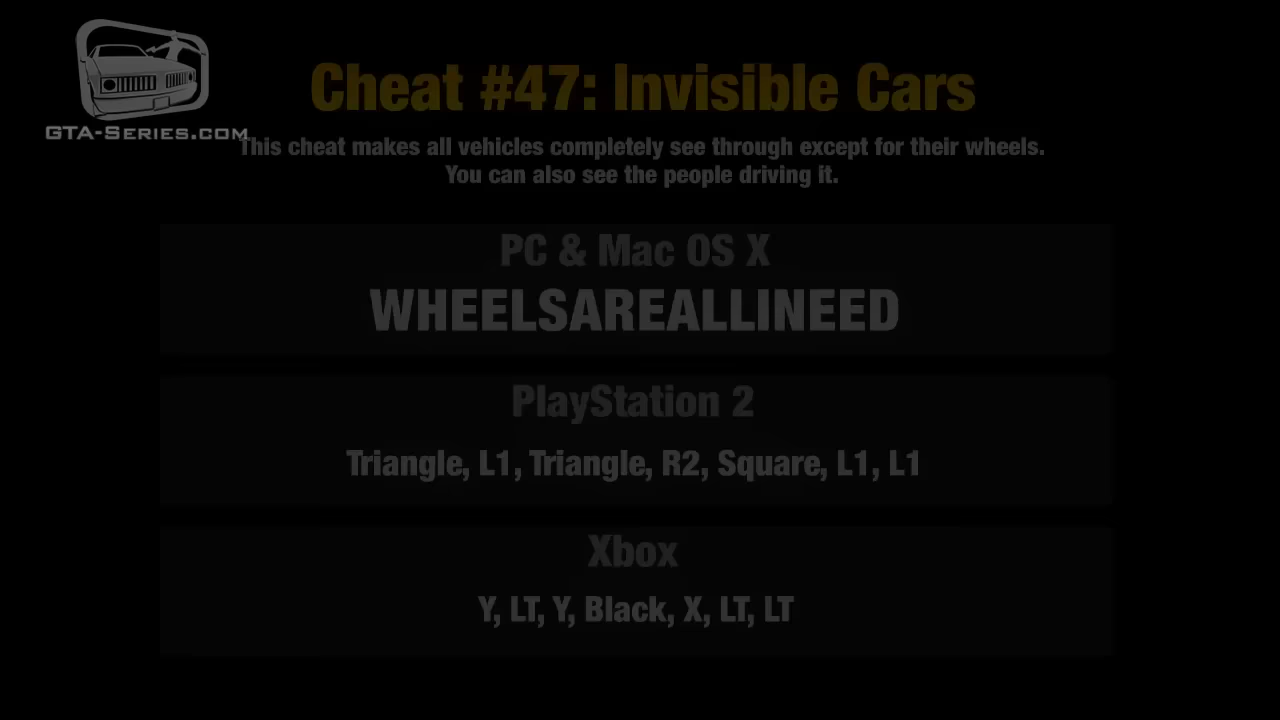 Cheat #47: Invisible Cars
GTA-SERIES.COM
This cheat makes all vehicles completely see through except for their wheels.
You can also see the people driving it.
PC & Mac OS X
WHEELSAREALLINEED
PlayStation 2
Triangle, L1, Triangle, R2, Square, L1, L1
Xbox
Y, LT, Y, Black, X, LT, LT